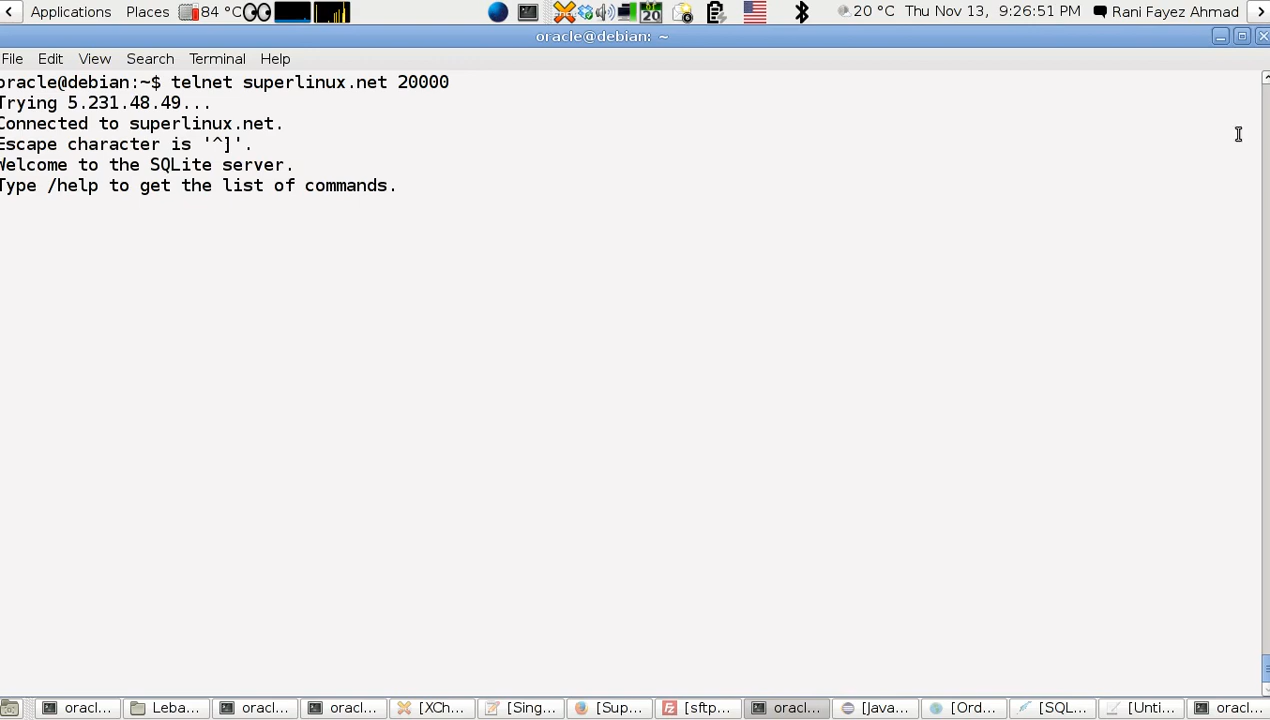 Applications Places 84 °C 20 20 °C Thu Nov 13, 9:26:51 PM Rani Fayez Ahmad
oracle@debian: ~
File Edit View Search Terminal Help
oracle@debian:~$ telnet superlinux.net 20000
Trying 5.231.48.49...
Connected to superlinux.net.
Escape character is '^]'.
Welcome to the SQLite server.
Type /help to get the list of commands.
oracl... Leba... oracl... oracl... [XCh... [Sing... [Sup... [sftp... oracl... [Java... [Ord... [SQL... [Unti... oracl...